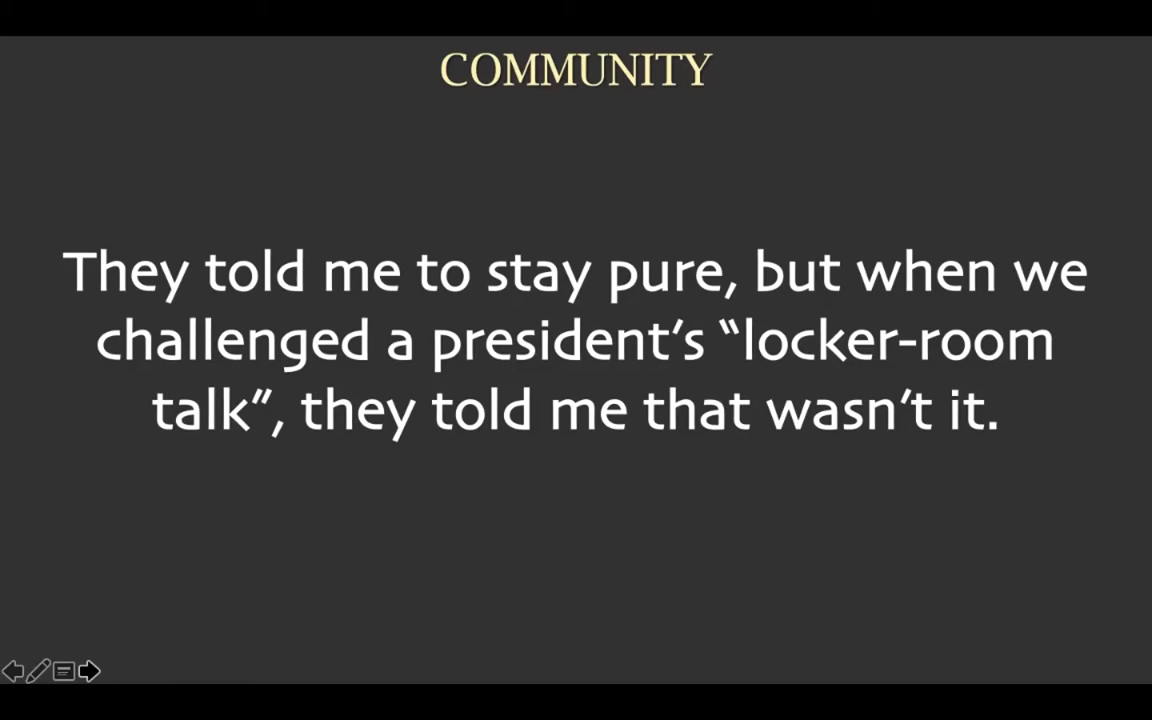 COMMUNITY
They told me to stay pure, but when we
challenged a president’s “locker-room
talk”, they told me that wasn’t it.